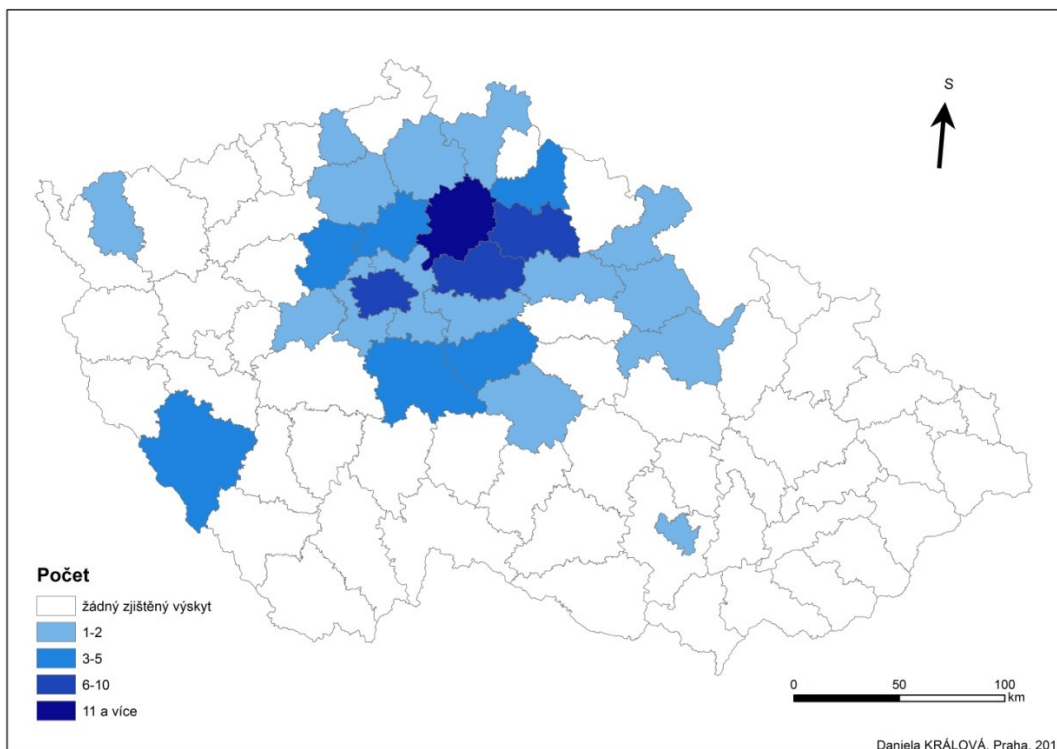 S
Počet
žádný zjištěný výskyt
1-2
3-5
6-10
11 a více
0 50 100
km
Daniela KRÁLOVÁ, Praha, 201